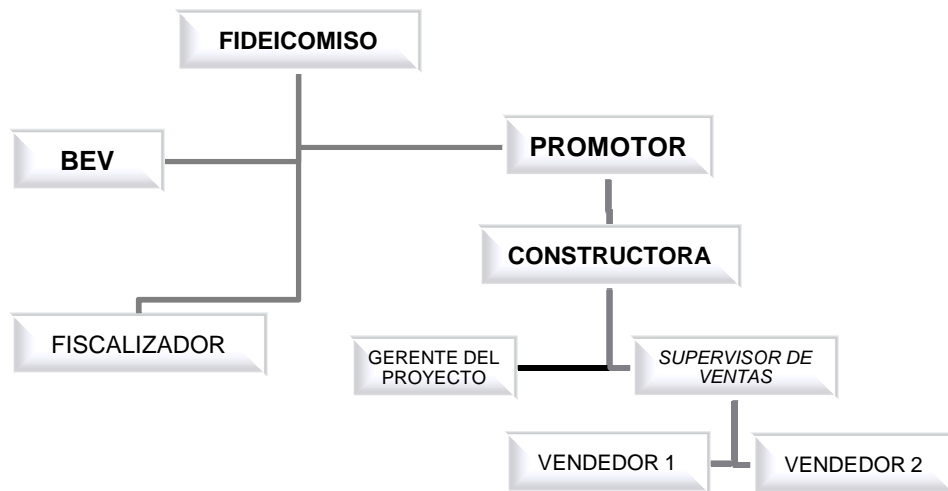 FIDEICOMISO
BEV
PROMOTOR
CONSTRUCTORA
FISCALIZADOR
GERENTE DEL
PROYECTO
SUPERVISOR DE
VENTAS
VENDEDOR 1
VENDEDOR 2